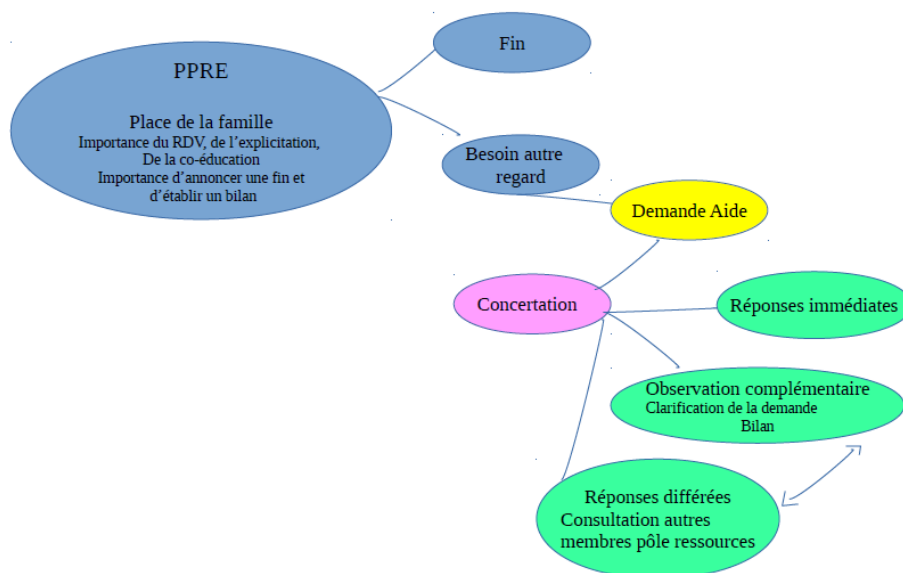 PPRE
Place de la famille
Importance du RDV, de l'explicitation,
De la co-éducation
Importance d'annoncer une fin et
d'établir un bilan
Fin
Besoin autre
regard
Demande Aide
Concertation
Réponses immédiates
Observation complémentaire
Clarification de la demande
Bilan
Réponses différées
Consultation autres
membres pôle ressources